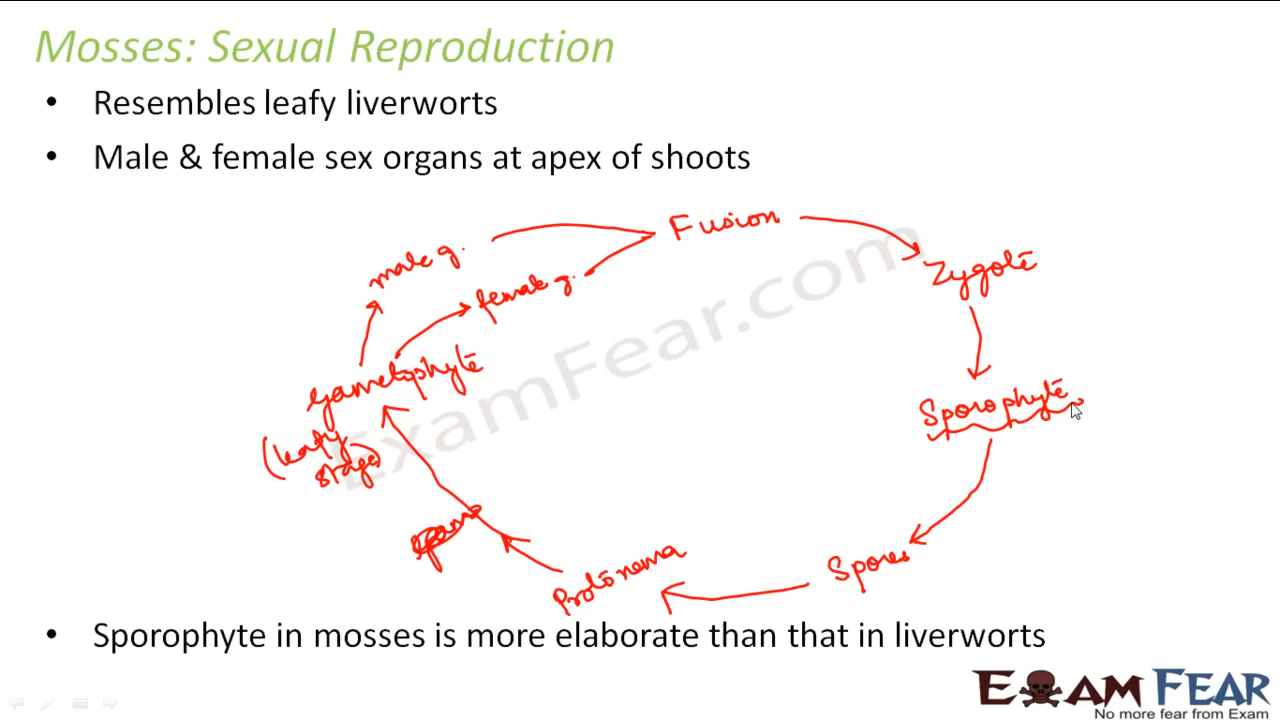 Mosses: Sexual Reproduction
• Resembles leafy liverworts
• Male & female sex organs at apex of shoots
Fusion
male g.
female g.
Zygote
gametophyte
(leafy
stage)
Sporophyte
Spores
Protonema
• Sporophyte in mosses is more elaborate than that in liverworts
ExamFear.com
EXAM FEAR
No more fear from Exam